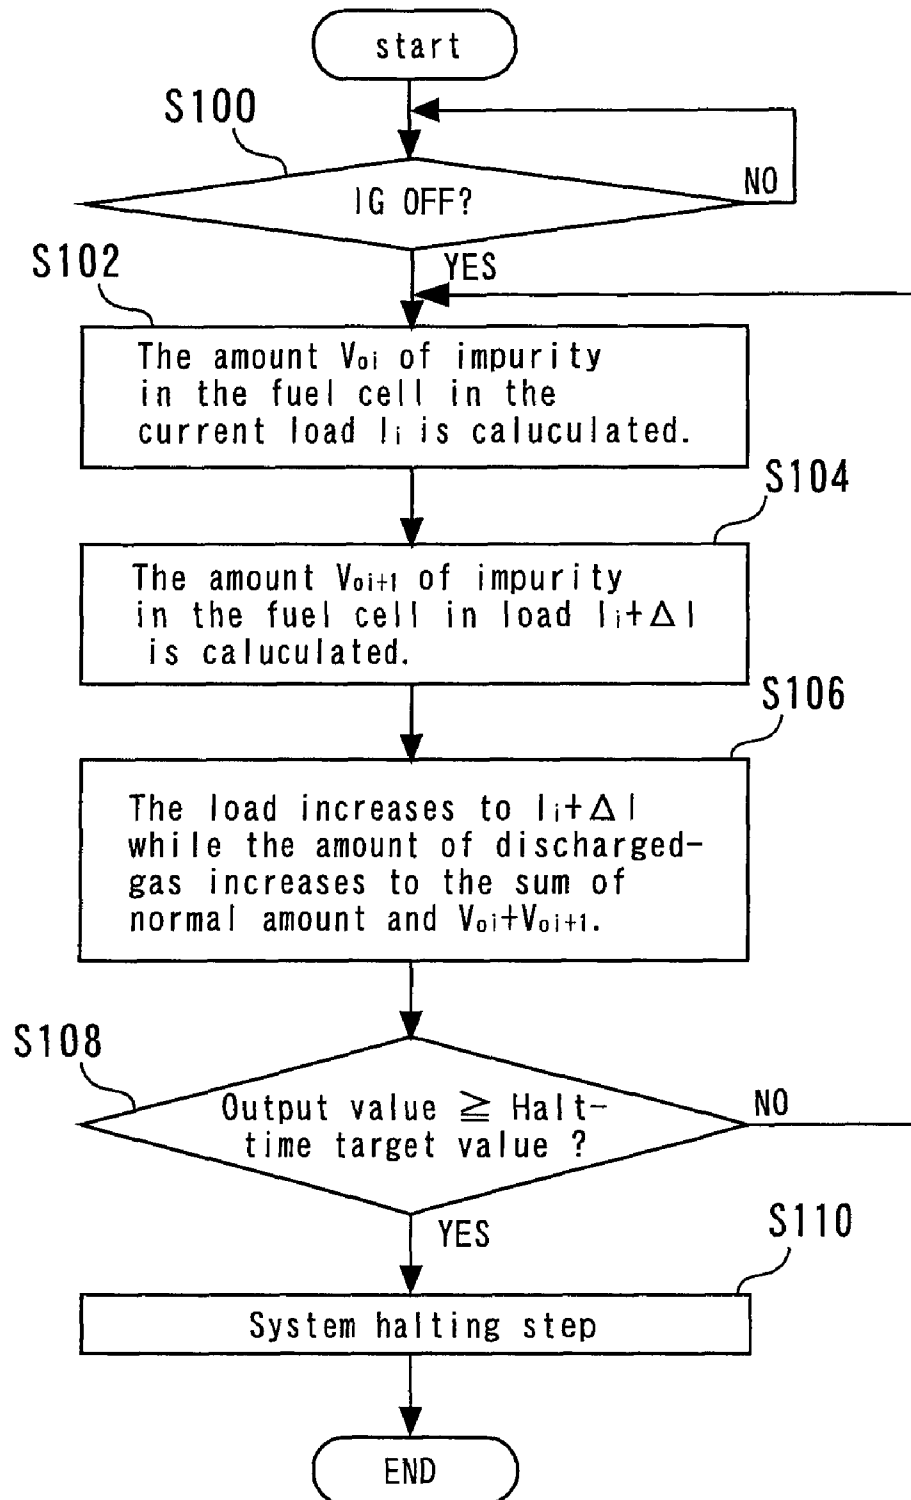 start
S100
IG OFF?
NO
YES
S102
The amount Voi of impurity
in the fuel cell in the
current load Ii is caluculated.
S104
The amount Voi+1 of impurity
in the fuel cell in load Ii+ΔI
is caluculated.
S106
The load increases to Ii+ΔI
while the amount of discharged-
gas increases to the sum of
normal amount and Voi+Voi+1.
S108
Output value ≧ Halt-
time target value ?
NO
YES
S110
System halting step
END